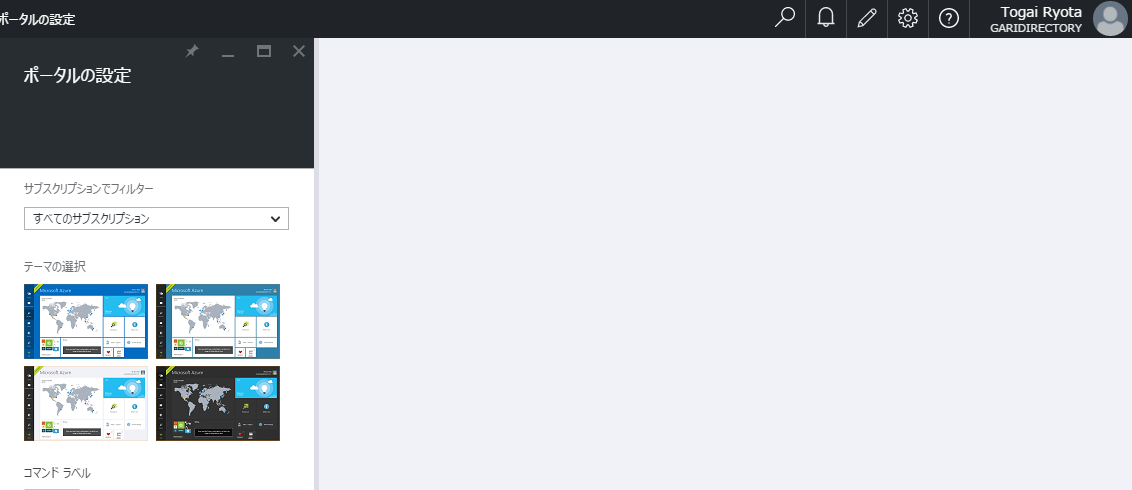 ポータルの設定
Togai Ryota
GARIDIRECTORY
ポータルの設定
サブスクリプションでフィルター
すべてのサブスクリプション
テーマの選択
Microsoft Azure
Microsoft Azure
Microsoft Azure
Microsoft Azure
コマンド ラベル